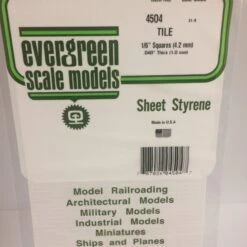 4504
TILE
1/6" Squares (4.2 mm)
.040" Thick (1.0 mm)
evergreen
scale models
Sheet Styrene
Made in U.S.A
Model Railroading
Architectural Models
Military Models
Industrial Models
Miniatures
Ships and Planes